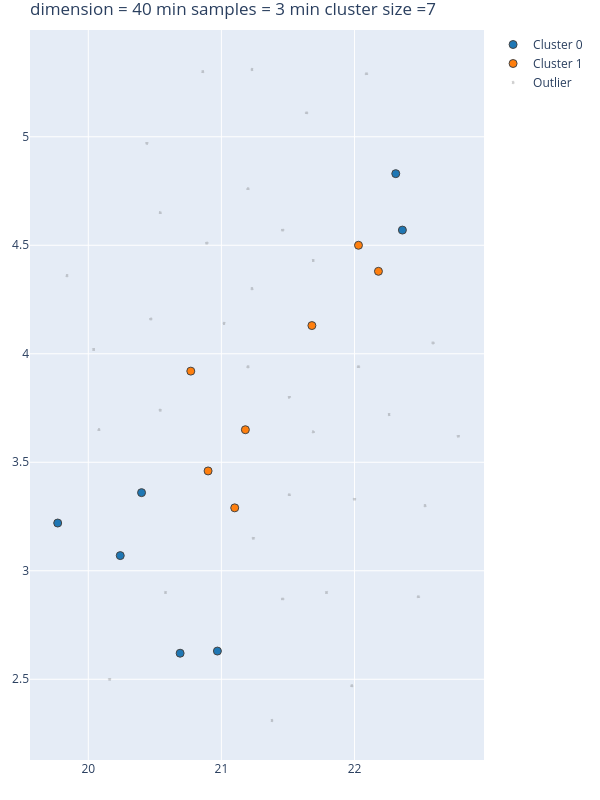 dimension = 40 min samples = 3 min cluster size =7
Cluster 0
Cluster 1
Outlier
5
4.5
4
3.5
3
2.5
20
21
22